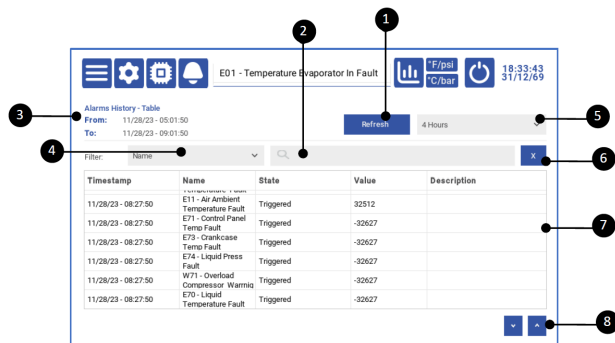 1
2
E01 - Temperature Evaporator In Fault
°F/psi
°C/bar
18:33:43
31/12/69
Alarms History - Table
3
From: 11/28/23 - 05:01:50
To: 11/28/23 - 09:01:50
Refresh
4 Hours
5
4
Filter:
Name
X
6
Timestamp Name State Value Description
Temperature Fault
11/28/23 - 08:27:50 E11 - Air Ambient Temperature Fault Triggered 32512
11/28/23 - 08:27:50 E71 - Control Panel Temp Fault Triggered -32627
7
11/28/23 - 08:27:50 E73 - Crankcase Temp Fault Triggered -32627
11/28/23 - 08:27:50 E74 - Liquid Press Fault Triggered -32627
11/28/23 - 08:27:50 W71 - Overload Compressor Warnnig Triggered -32627
11/28/23 - 08:27:50 E70 - Liquid Temperature Fault Triggered -32627
8